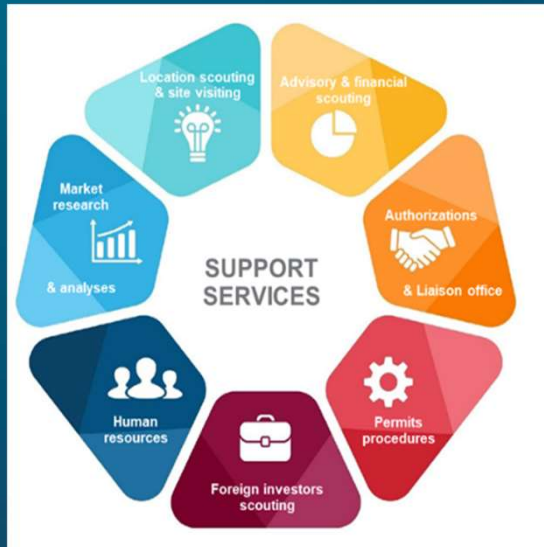 Location scouting
& site visiting
Advisory & financial
scouting
Market
research
& analyses
Authorizations
& Liaison office
SUPPORT
SERVICES
Human
resources
Permits
procedures
Foreign investors
scouting